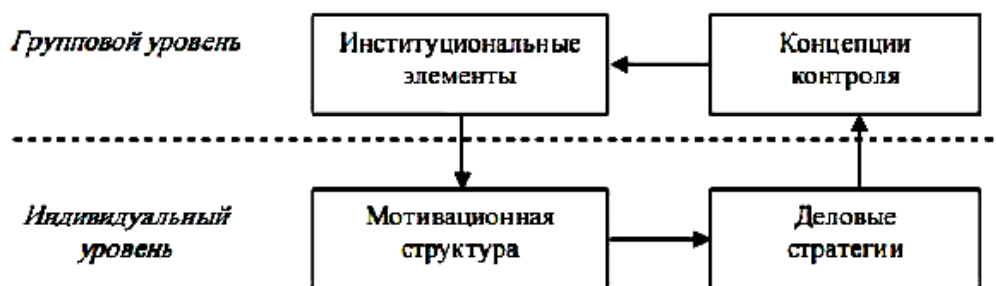 Групповой уровень
Институциональные
элементы
Концепции
контроля
Индивидуальный
уровень
Мотивационная
структура
Деловые
стратегии